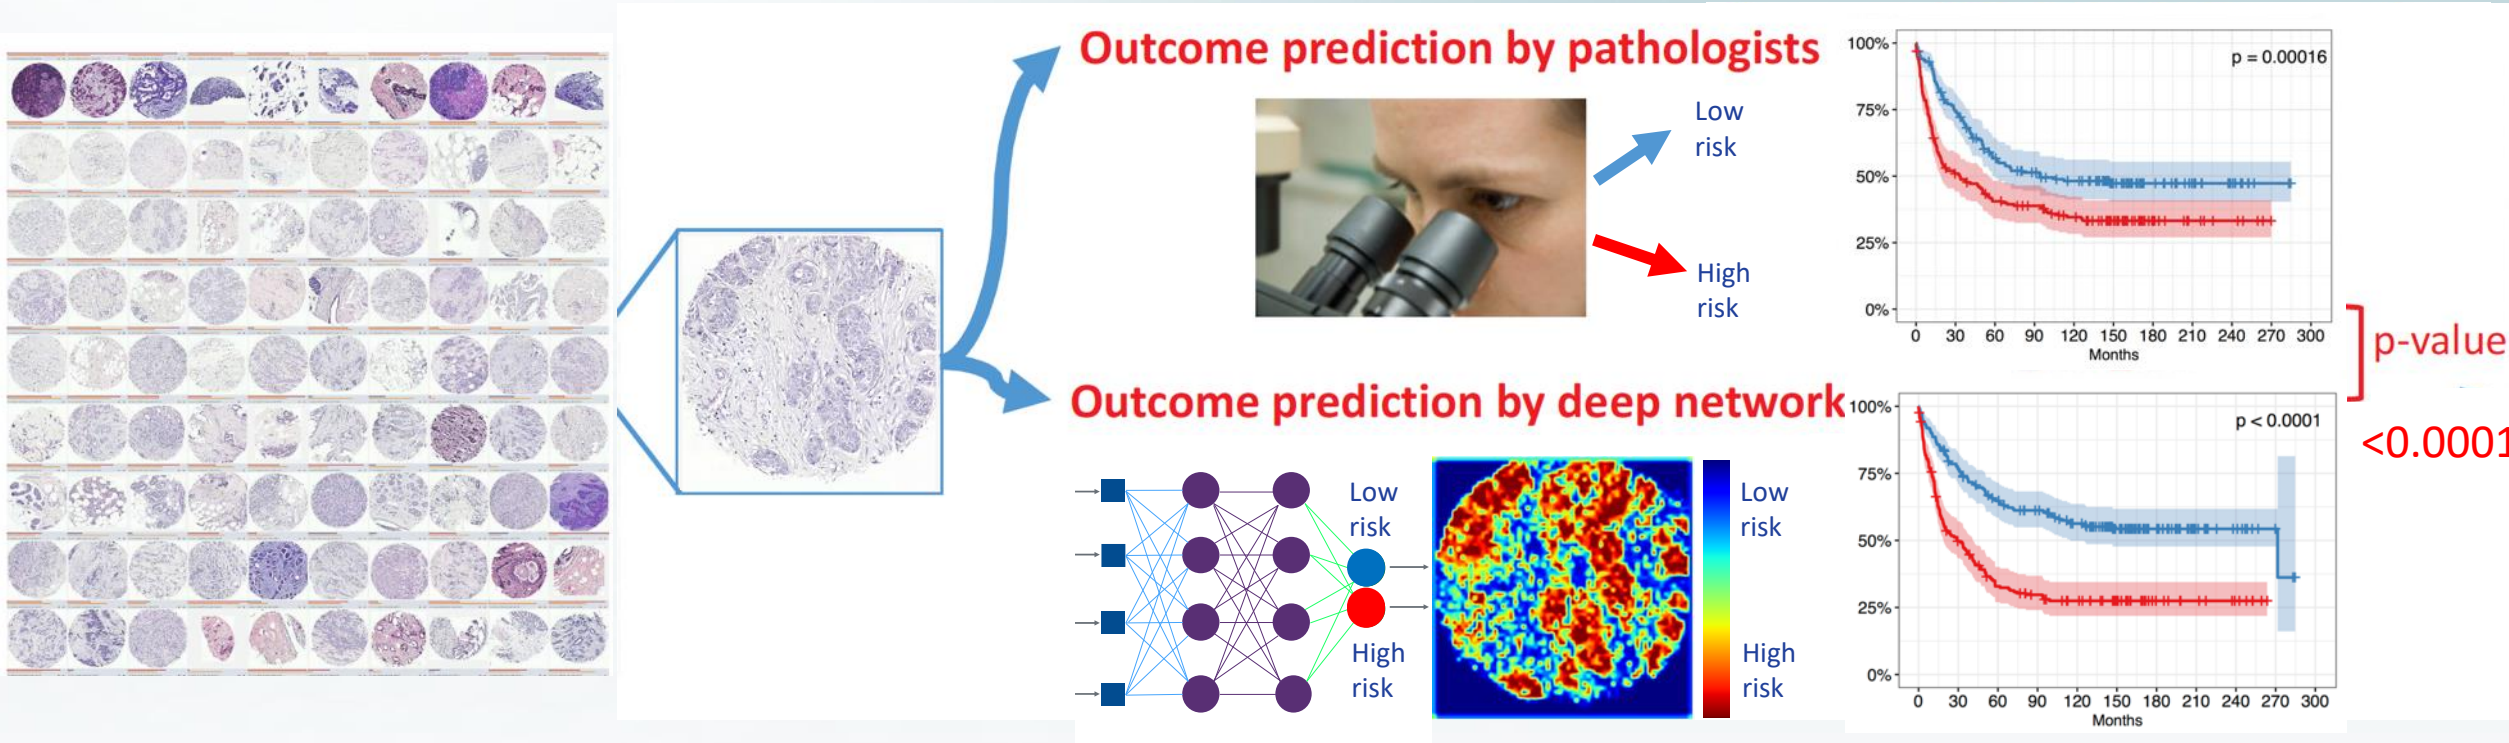 Outcome prediction by pathologists
Low
risk
High
risk
100%
75%
50%
25%
0%
p = 0.00016
0 30 60 90 120 150 180 210 240 270 300
Months
p-value
<0.0001
Outcome prediction by deep network
Low
risk
High
risk
Low
risk
High
risk
100%
75%
50%
25%
0%
p < 0.0001
0 30 60 90 120 150 180 210 240 270 300
Months